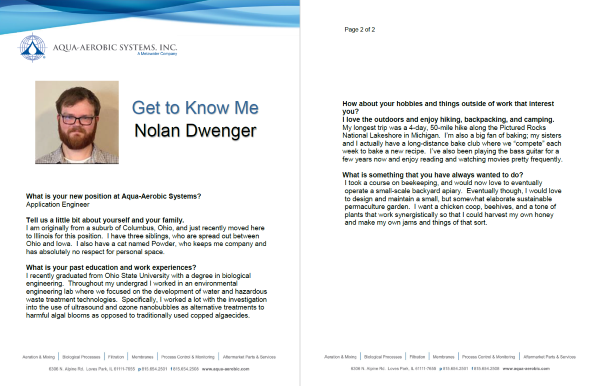 AQUA-AEROBIC SYSTEMS, INC.
A Metawater Company
Get to Know Me
Nolan Dwenger
What is your new position at Aqua-Aerobic Systems?
Application Engineer
Tell us a little bit about yourself and your family.
I am originally from a suburb of Columbus, Ohio, and just recently moved here
to Illinois for this position. I have three siblings, who are spread out between
Ohio and Iowa. I also have a cat named Powder, who keeps me company and
has absolutely no respect for personal space.
What is your past education and work experiences?
I recently graduated from Ohio State University with a degree in biological
engineering. Throughout my undergrad I worked in an environmental
engineering lab where we focused on the development of water and hazardous
waste treatment technologies. Specifically, I worked a lot with the investigation
into the use of ultrasound and ozone nanobubbles as alternative treatments to
harmful algal blooms as opposed to traditionally used copper algaecides.
Aeration & Mixing | Biological Processes | Filtration | Membranes | Process Control & Monitoring | Aftermarket Parts & Services
6306 N. Alpine Rd. Loves Park, IL 61111-7655 p 815.654.2501 f 815.654.2508 www.aqua-aerobic.com
Page 2 of 2
How about your hobbies and things outside of work that interest
you?
I love the outdoors and enjoy hiking, backpacking, and camping.
My longest trip was a 4-day, 50-mile hike along the Pictured Rocks
National Lakeshore in Michigan. I'm also a big fan of baking; my sisters
and I actually have a long-distance bake club where we "compete" each
week to bake a new recipe. I've also been playing the bass guitar for a
few years now and enjoy reading and watching movies pretty frequently.
What is something that you have always wanted to do?
I took a course on beekeeping, and would now love to eventually
operate a small-scale backyard apiary. Eventually though, I would love
to design and maintain a small, but somewhat elaborate sustainable
permaculture garden. I want a chicken coop, beehives, and a tone of
plants that work synergistically so that I could harvest my own honey
and make my own jams and things of that sort.
Aeration & Mixing | Biological Processes | Filtration | Membranes | Process Control & Monitoring | Aftermarket Parts & Services
6306 N. Alpine Rd. Loves Park, IL 61111-7655 p 815.654.2501 f 815.654.2508 www.aqua-aerobic.com